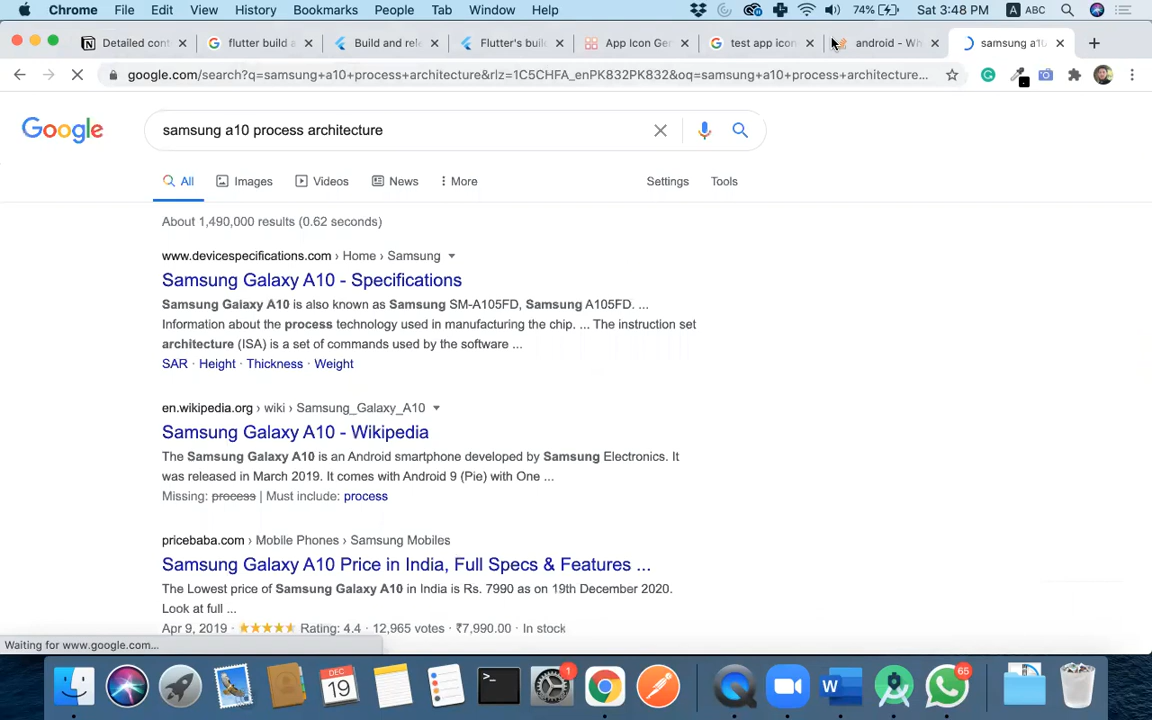 Chrome File Edit View History Bookmarks People Tab Window Help 74% Sat 3:48 PM A ABC
Detailed cont flutter build a Build and rele Flutter's buil App Icon Gen test app icon android - Wh samsung a10
google.com/search?q=samsung+a10+process+architecture&rlz=1C5CHFA_enPK832PK832&oq=samsung+a10+process+architecture...
Google samsung a10 process architecture
All Images Videos News More Settings Tools
About 1,490,000 results (0.62 seconds)
www.devicespecifications.com › Home › Samsung
Samsung Galaxy A10 - Specifications
Samsung Galaxy A10 is also known as Samsung SM-A105FD, Samsung A105FD. ...
Information about the process technology used in manufacturing the chip. ... The instruction set
architecture (ISA) is a set of commands used by the software ...
SAR · Height · Thickness · Weight
en.wikipedia.org › wiki › Samsung_Galaxy_A10
Samsung Galaxy A10 - Wikipedia
The Samsung Galaxy A10 is an Android smartphone developed by Samsung Electronics. It
was released in March 2019. It comes with Android 9 (Pie) with One ...
Missing: process | Must include: process
pricebaba.com › Mobile Phones › Samsung Mobiles
Samsung Galaxy A10 Price in India, Full Specs & Features ...
The Lowest price of Samsung Galaxy A10 in India is Rs. 7990 as on 19th December 2020.
Look at full ...
Apr 9, 2019 · Rating: 4.4 · 12,965 votes · ₹7,990.00 · In stock
Waiting for www.google.com...
DEC 19 >_ 1 W 65